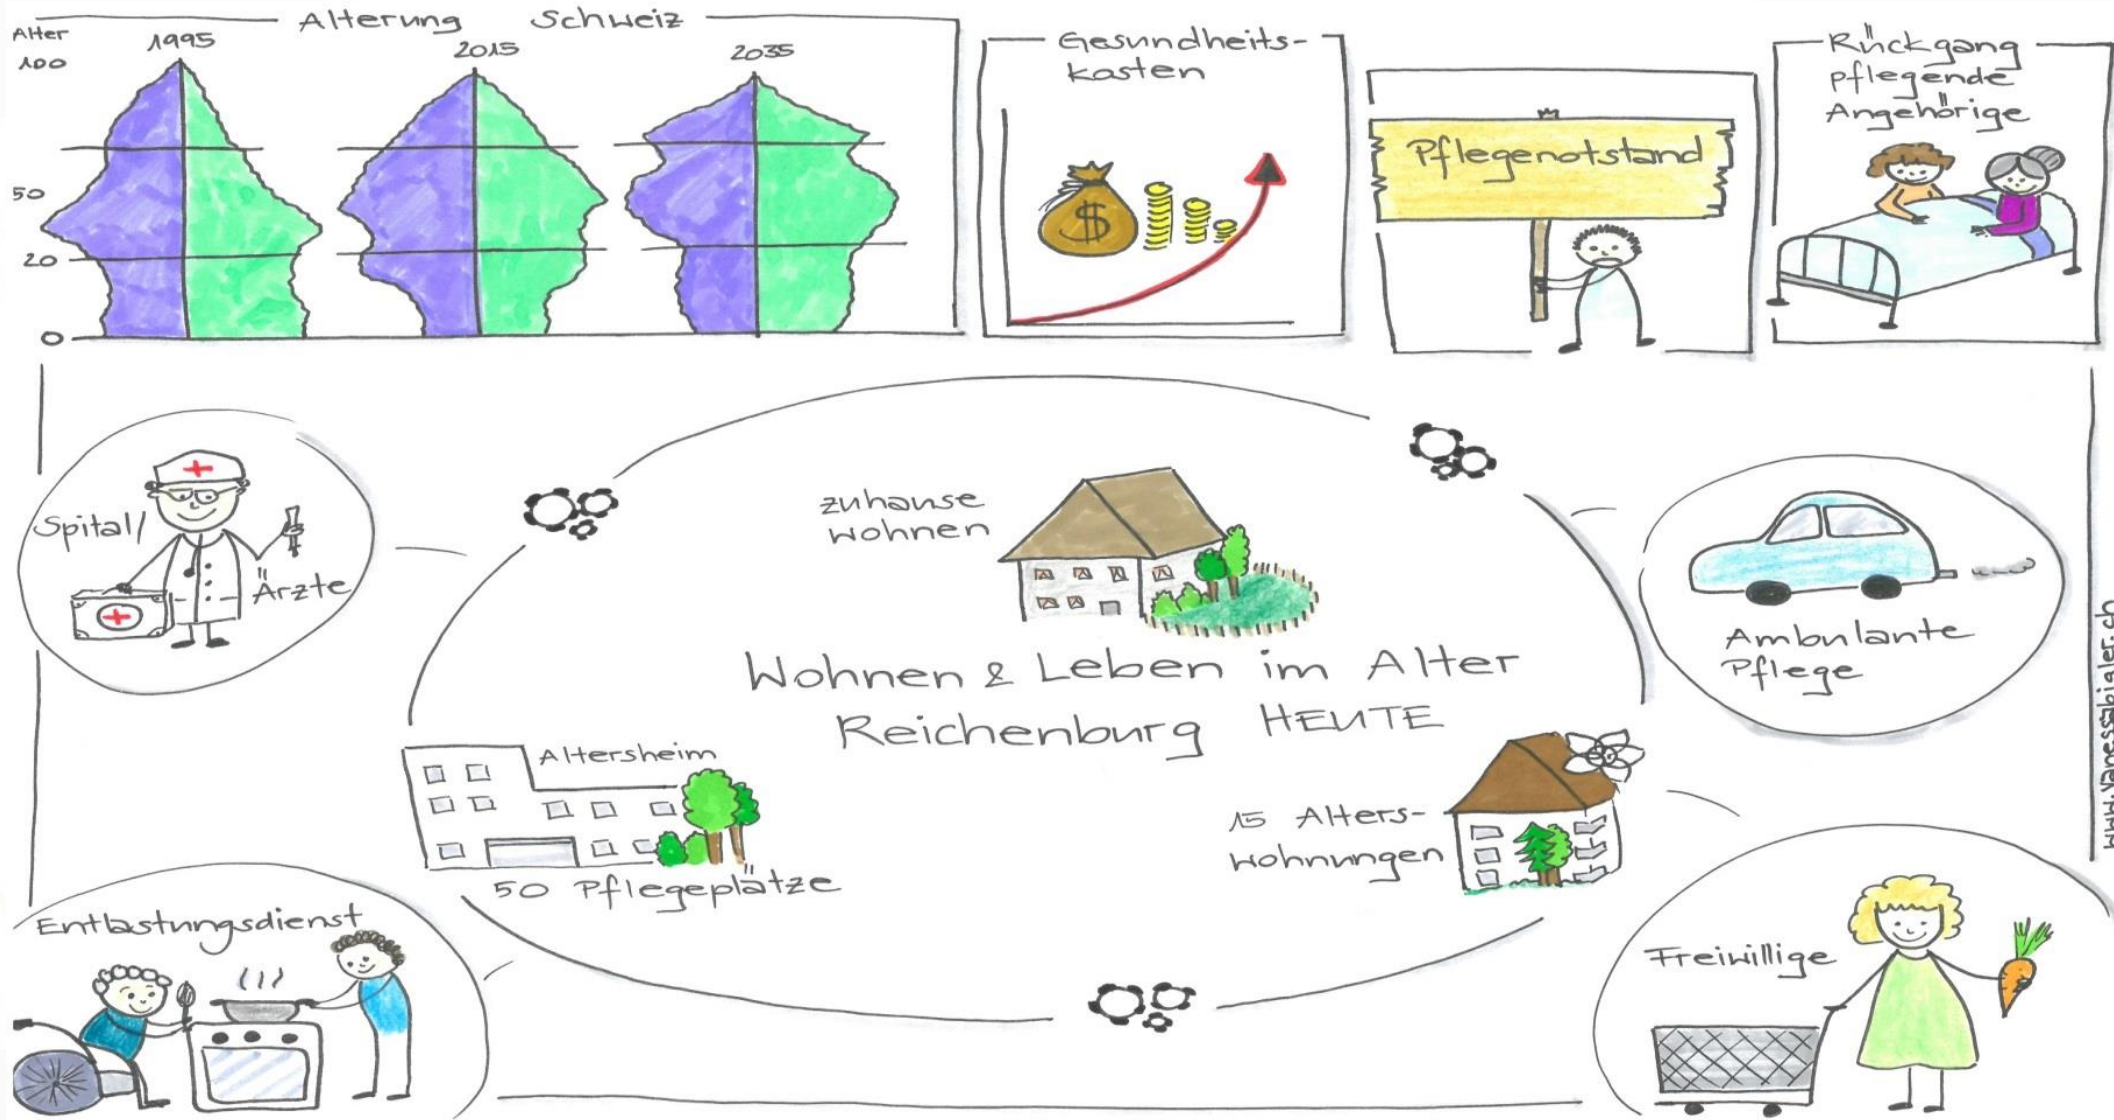 Alterung Schweiz
Alter
100
50
20
0
1995
2015
2035
Gesundheits-
kosten
Pflegenotstand
Rückgang
pflegende
Angehörige
Spital/
Ärzte
zuhause
wohnen
Ambulante
Pflege
Wohnen & Leben im Alter
Reichenburg HEUTE
Altersheim
50 Pflegeplätze
15 Alters-
wohnungen
Entlastungsdienst
Freiwillige
$
www.vanessabigler.ch